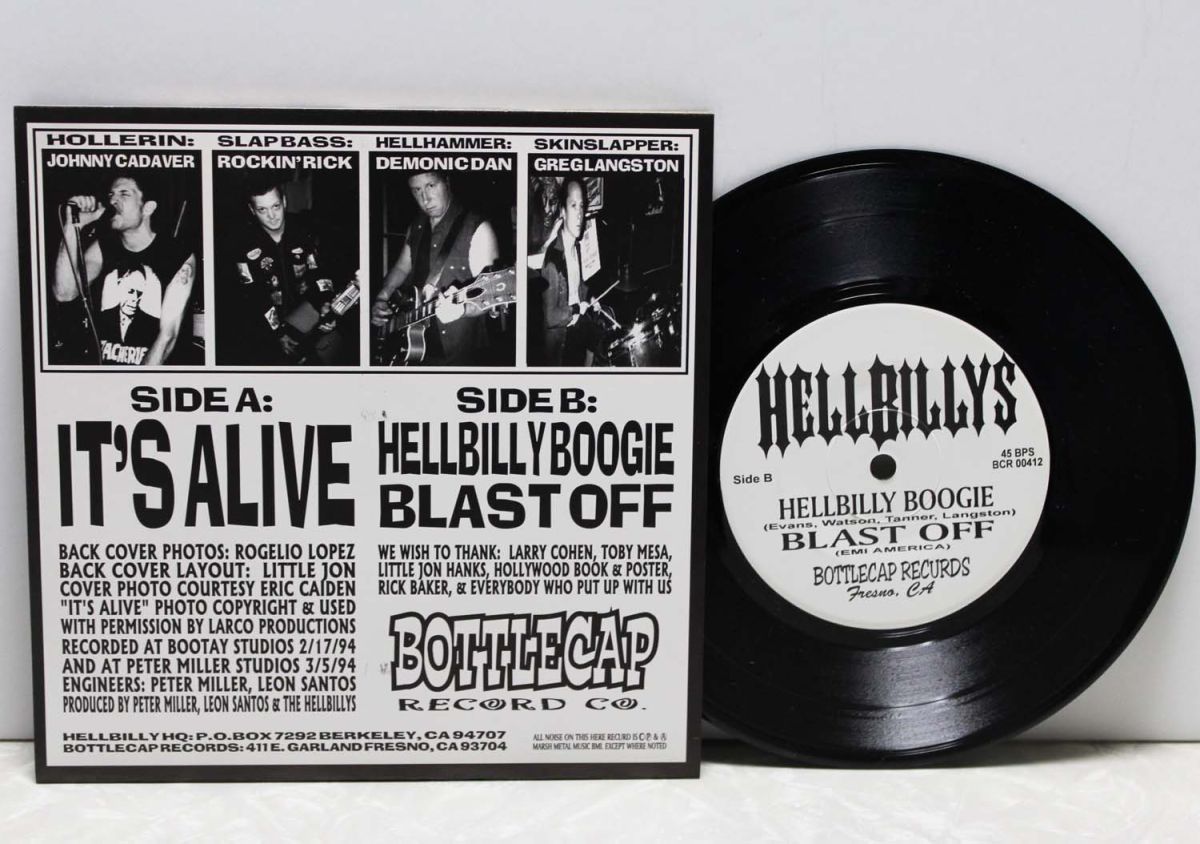 HOLLERIN: SLAP BASS: HELLHAMMER: SKINSLAPPER:
JOHNNY CADAVER ROCKIN' RICK DEMONIC DAN GREG LANGSTON
SIDE A:
IT'S ALIVE
BACK COVER PHOTOS: ROGELIO LOPEZ
BACK COVER LAYOUT: LITTLE JON
COVER PHOTO COURTESY ERIC CAIDEN
"IT'S ALIVE" PHOTO COPYRIGHT & USED
WITH PERMISSION BY LARCO PRODUCTIONS
RECORDED AT BOOTAY STUDIOS 2/17/94
AND AT PETER MILLER STUDIOS 3/5/94
ENGINEERS: PETER MILLER, LEON SANTOS
PRODUCED BY PETER MILLER, LEON SANTOS & THE HELLBILLYS
SIDE B:
HELLBILLY BOOGIE
BLAST OFF
WE WISH TO THANK: LARRY COHEN, TOBY MESA,
LITTLE JON HANKS, HOLLYWOOD BOOK & POSTER,
RICK BAKER, & EVERYBODY WHO PUT UP WITH US
BOTTLECAP
RECORD CO.
HELLBILLY HQ: P.O. BOX 7292 BERKELEY, CA 94707
BOTTLECAP RECORDS: 411 E. GARLAND FRESNO, CA 93704
ALL NOISE ON THIS HERE RECURD IS © ℗ & Ⓐ
MARSH METAL MUSIC BMI. EXCEPT WHERE NOTED
HELLBILLYS
45 BPS
BCR 00412
Side B
HELLBILLY BOOGIE
(Evans, Watson, Tanner, Langston)
BLAST OFF
(EMI AMERICA)
BOTTLECAP RECORDS
Fresno, CA